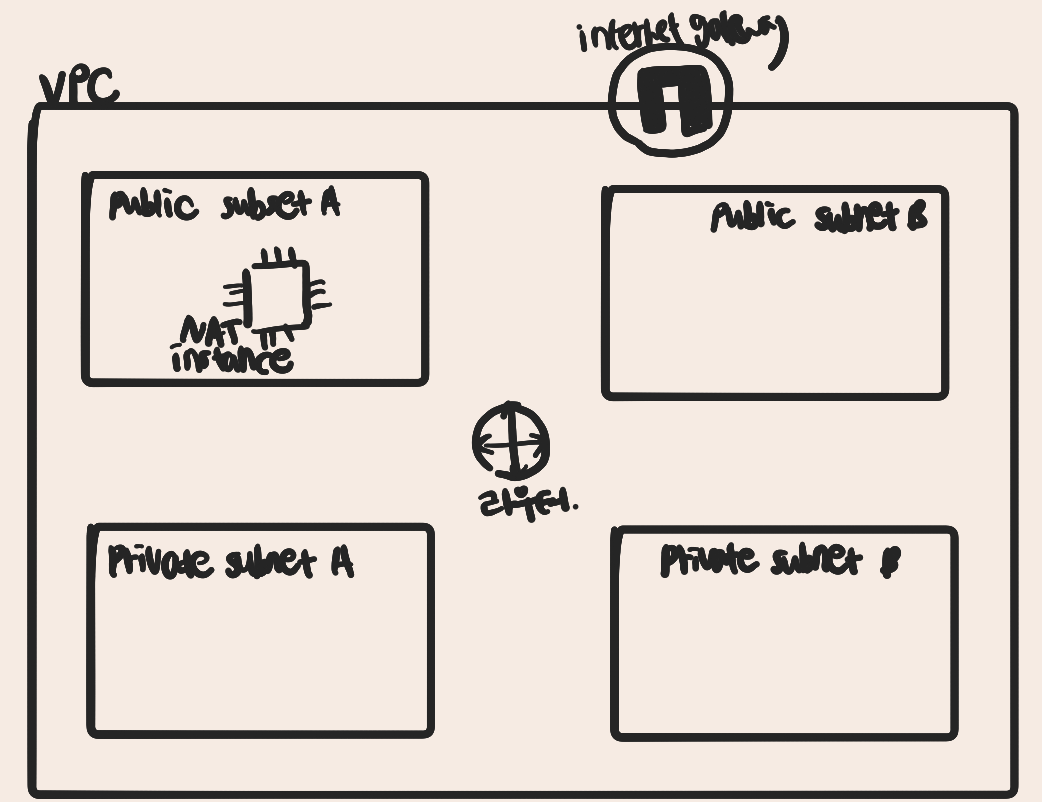 internet gateway
VPC
Public subnet A
Public subnet B
NAT
instance
라우터.
Private subnet A
Private subnet B